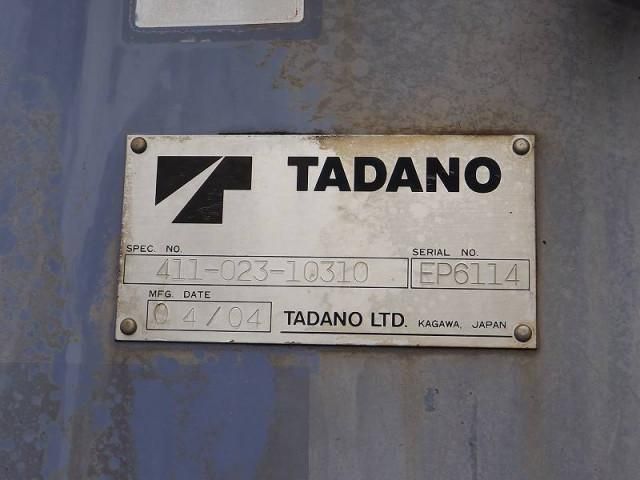 TADANO
SPEC. NO.
411-023-10310
SERIAL NO.
EP6114
MFG. DATE
04/04
TADANO LTD. KAGAWA, JAPAN